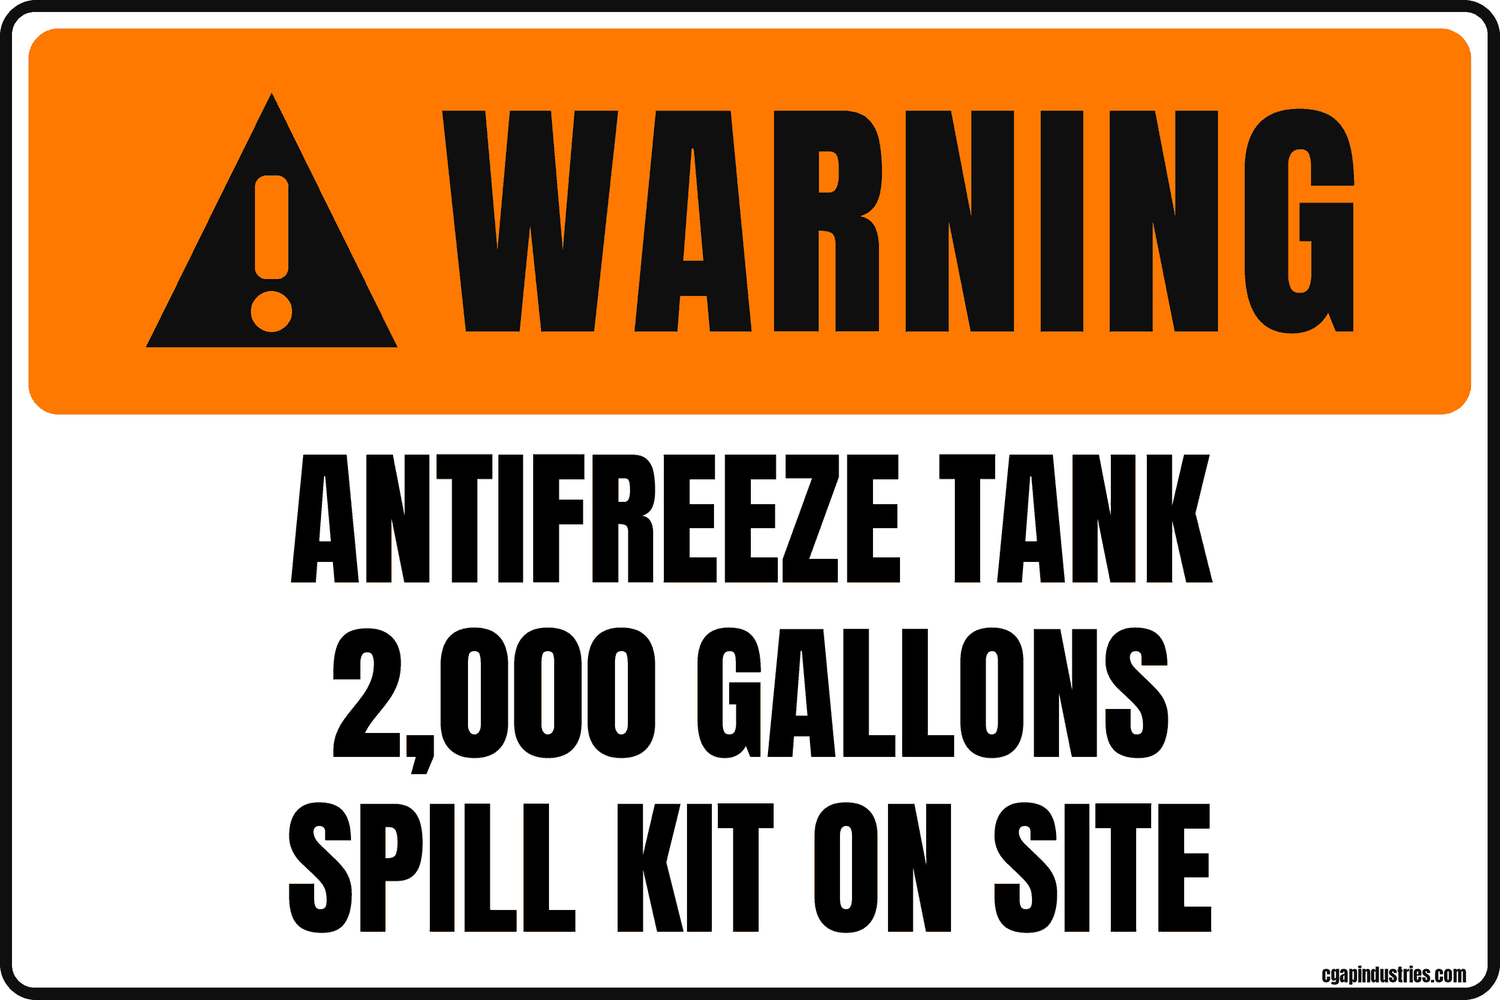 WARNING
ANTIFREEZE TANK
2,000 GALLONS
SPILL KIT ON SITE
cgapindustries.com